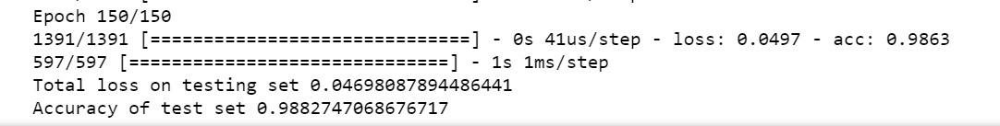 Epoch 150/150
1391/1391 [==============================] - 0s 41us/step - loss: 0.0497 - acc: 0.9863
597/597 [==============================] - 1s 1ms/step
Total loss on testing set 0.04698087894486441
Accuracy of test set 0.9882747068676717